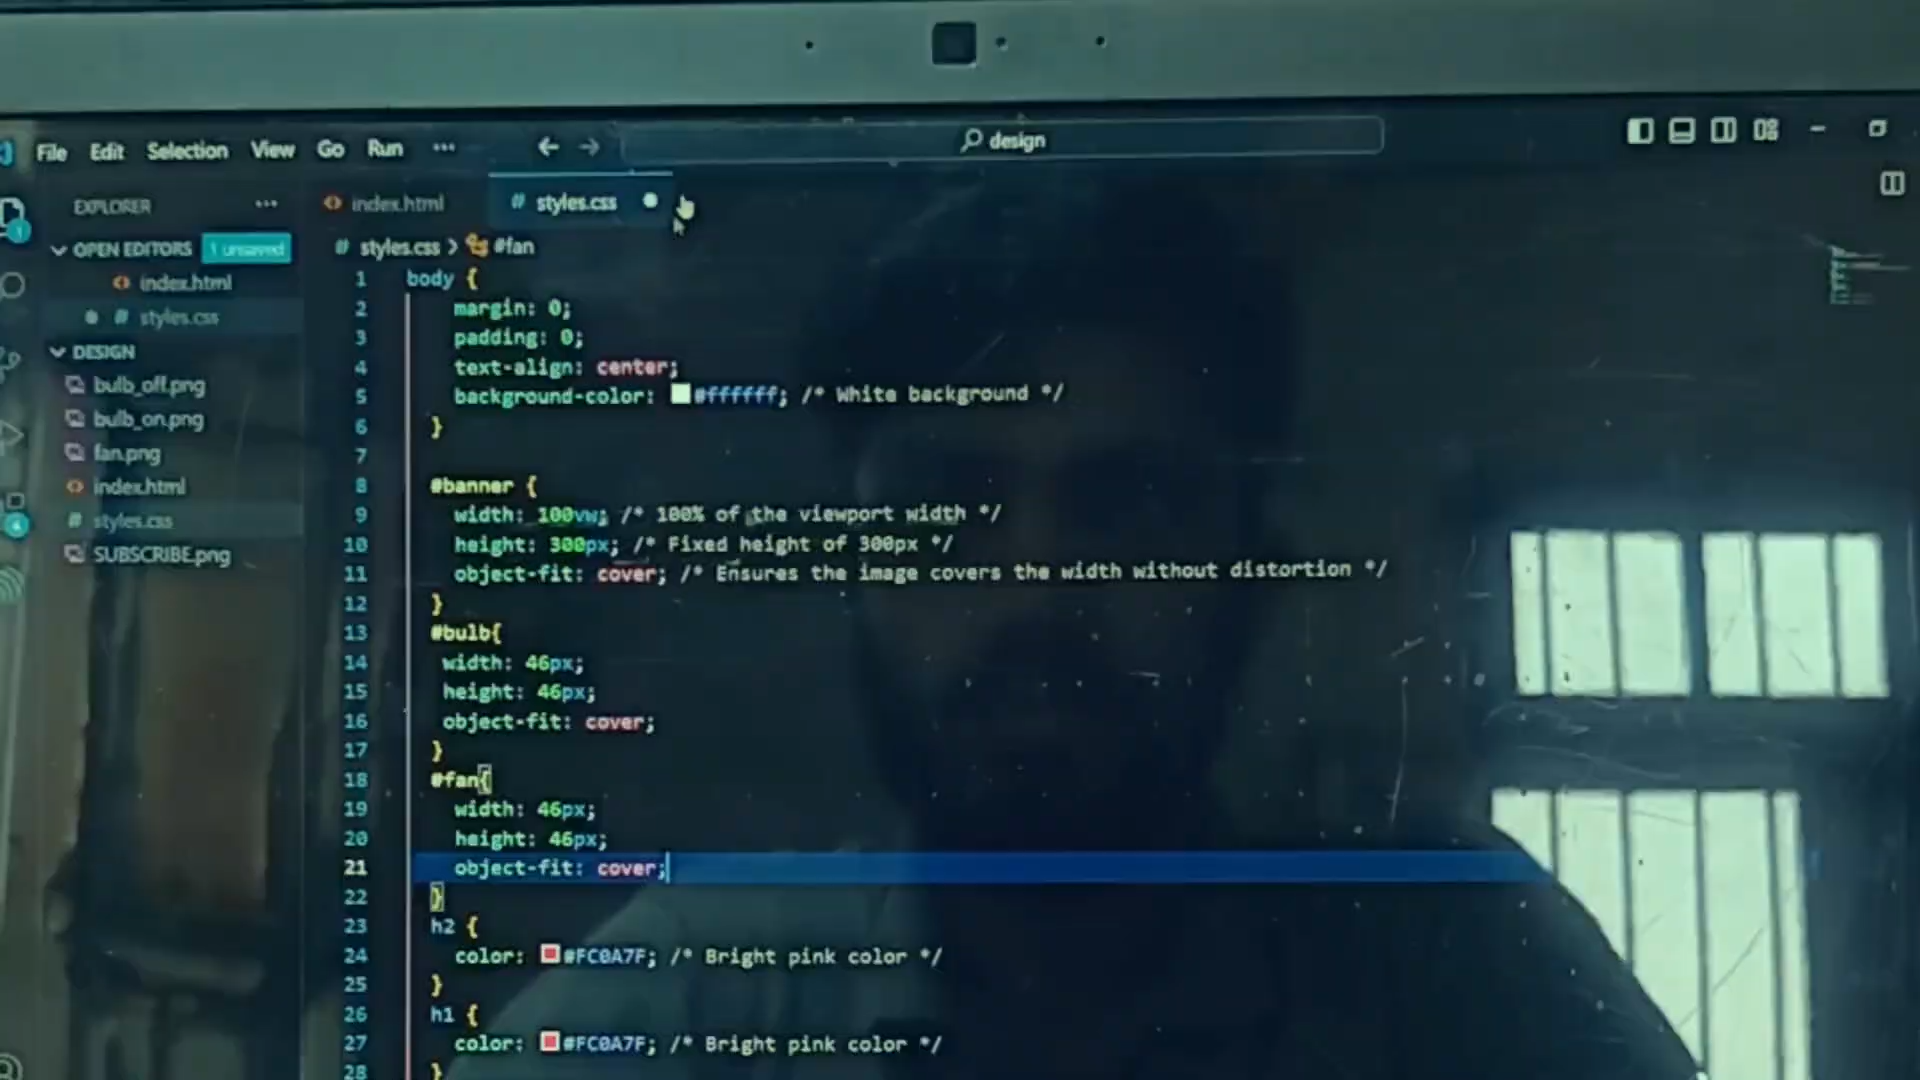 File Edit Selection View Go Run ··· design
EXPLORER ···
index.html
# styles.css
OPEN EDITORS 1 unsaved
index.html
# styles.css
DESIGN
bulb_off.png
bulb_on.png
fan.png
index.html
# styles.css
SUBSCRIBE.png
# styles.css > #fan
1 body {
2 margin: 0;
3 padding: 0;
4 text-align: center;
5 background-color: #ffffff; /* White background */
6 }
7
8 #banner {
9 width: 100vw; /* 100% of the viewport width */
10 height: 300px; /* Fixed height of 300px */
11 object-fit: cover; /* Ensures the image covers the width without distortion */
12 }
13 #bulb{
14 width: 46px;
15 height: 46px;
16 object-fit: cover;
17 }
18 #fan{
19 width: 46px;
20 height: 46px;
21 object-fit: cover;
22 }
23 h2 {
24 color: #FC0A7F; /* Bright pink color */
25 }
26 h1 {
27 color: #FC0A7F; /* Bright pink color */
28 }